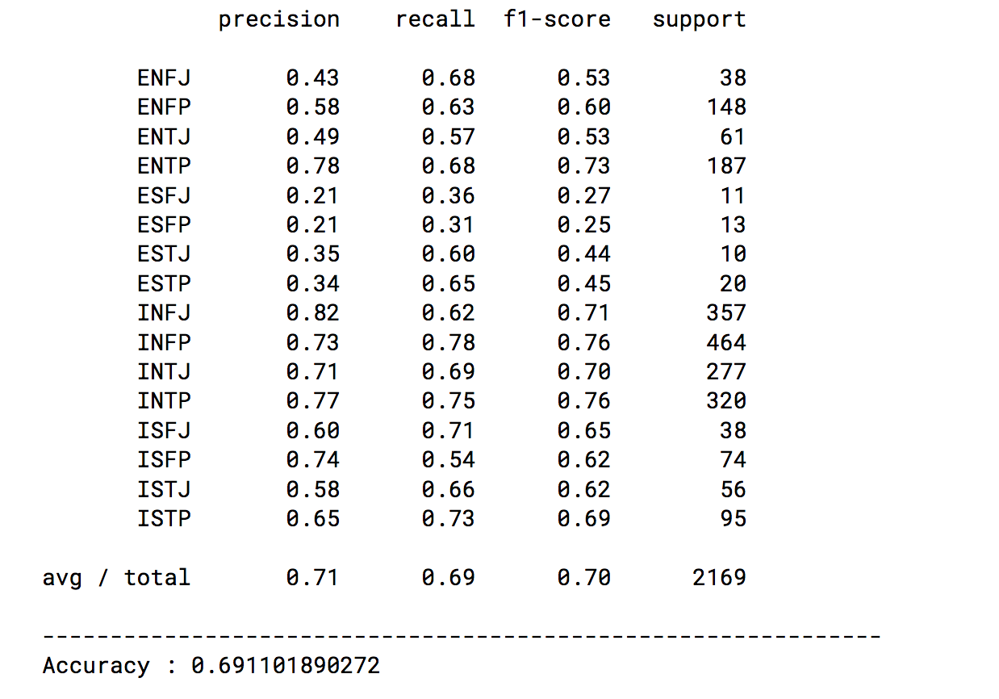 precision recall f1-score support
ENFJ 0.43 0.68 0.53 38
ENFP 0.58 0.63 0.60 148
ENTJ 0.49 0.57 0.53 61
ENTP 0.78 0.68 0.73 187
ESFJ 0.21 0.36 0.27 11
ESFP 0.21 0.31 0.25 13
ESTJ 0.35 0.60 0.44 10
ESTP 0.34 0.65 0.45 20
INFJ 0.82 0.62 0.71 357
INFP 0.73 0.78 0.76 464
INTJ 0.71 0.69 0.70 277
INTP 0.77 0.75 0.76 320
ISFJ 0.60 0.71 0.65 38
ISFP 0.74 0.54 0.62 74
ISTJ 0.58 0.66 0.62 56
ISTP 0.65 0.73 0.69 95
avg / total 0.71 0.69 0.70 2169
--------------------------------------------------------------
Accuracy : 0.691101890272